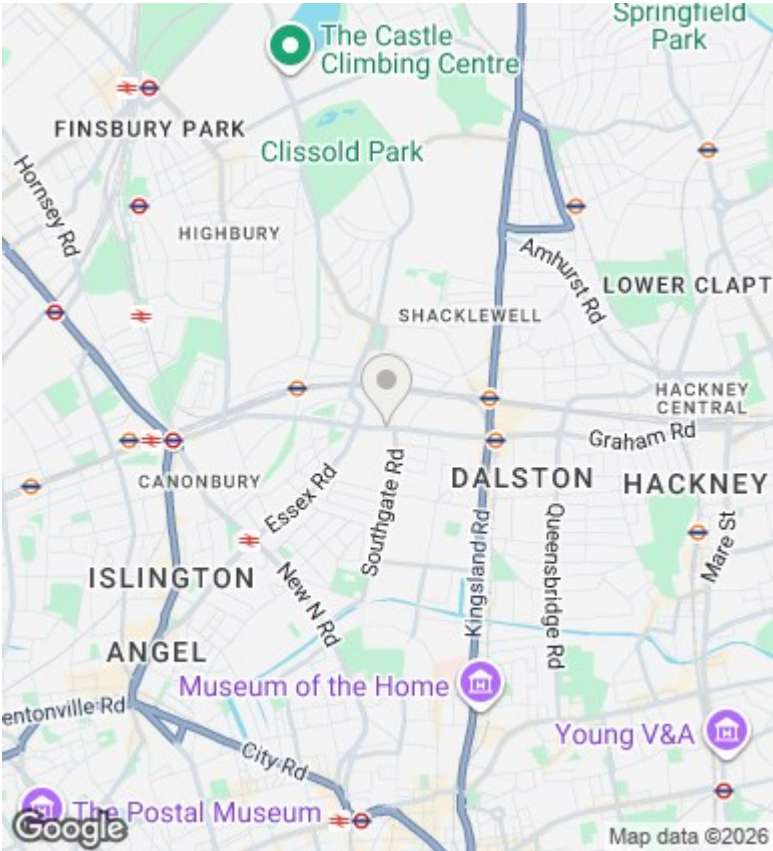 Springfield
Park
The Castle
Climbing Centre
FINSBURY PARK
Clissold Park
Hornsey Rd
HIGHBURY
Amhurst Rd
LOWER CLAPT
SHACKLEWELL
HACKNEY
CENTRAL
Graham Rd
CANONBURY
Essex Rd
Southgate Rd
DALSTON
HACKNEY
Kingsland Rd
Queensbridge Rd
Mare St
ISLINGTON
New N Rd
ANGEL
Museum of the Home
entonville Rd
Young V&A
City Rd
The Postal Museum
Google
Map data ©2026